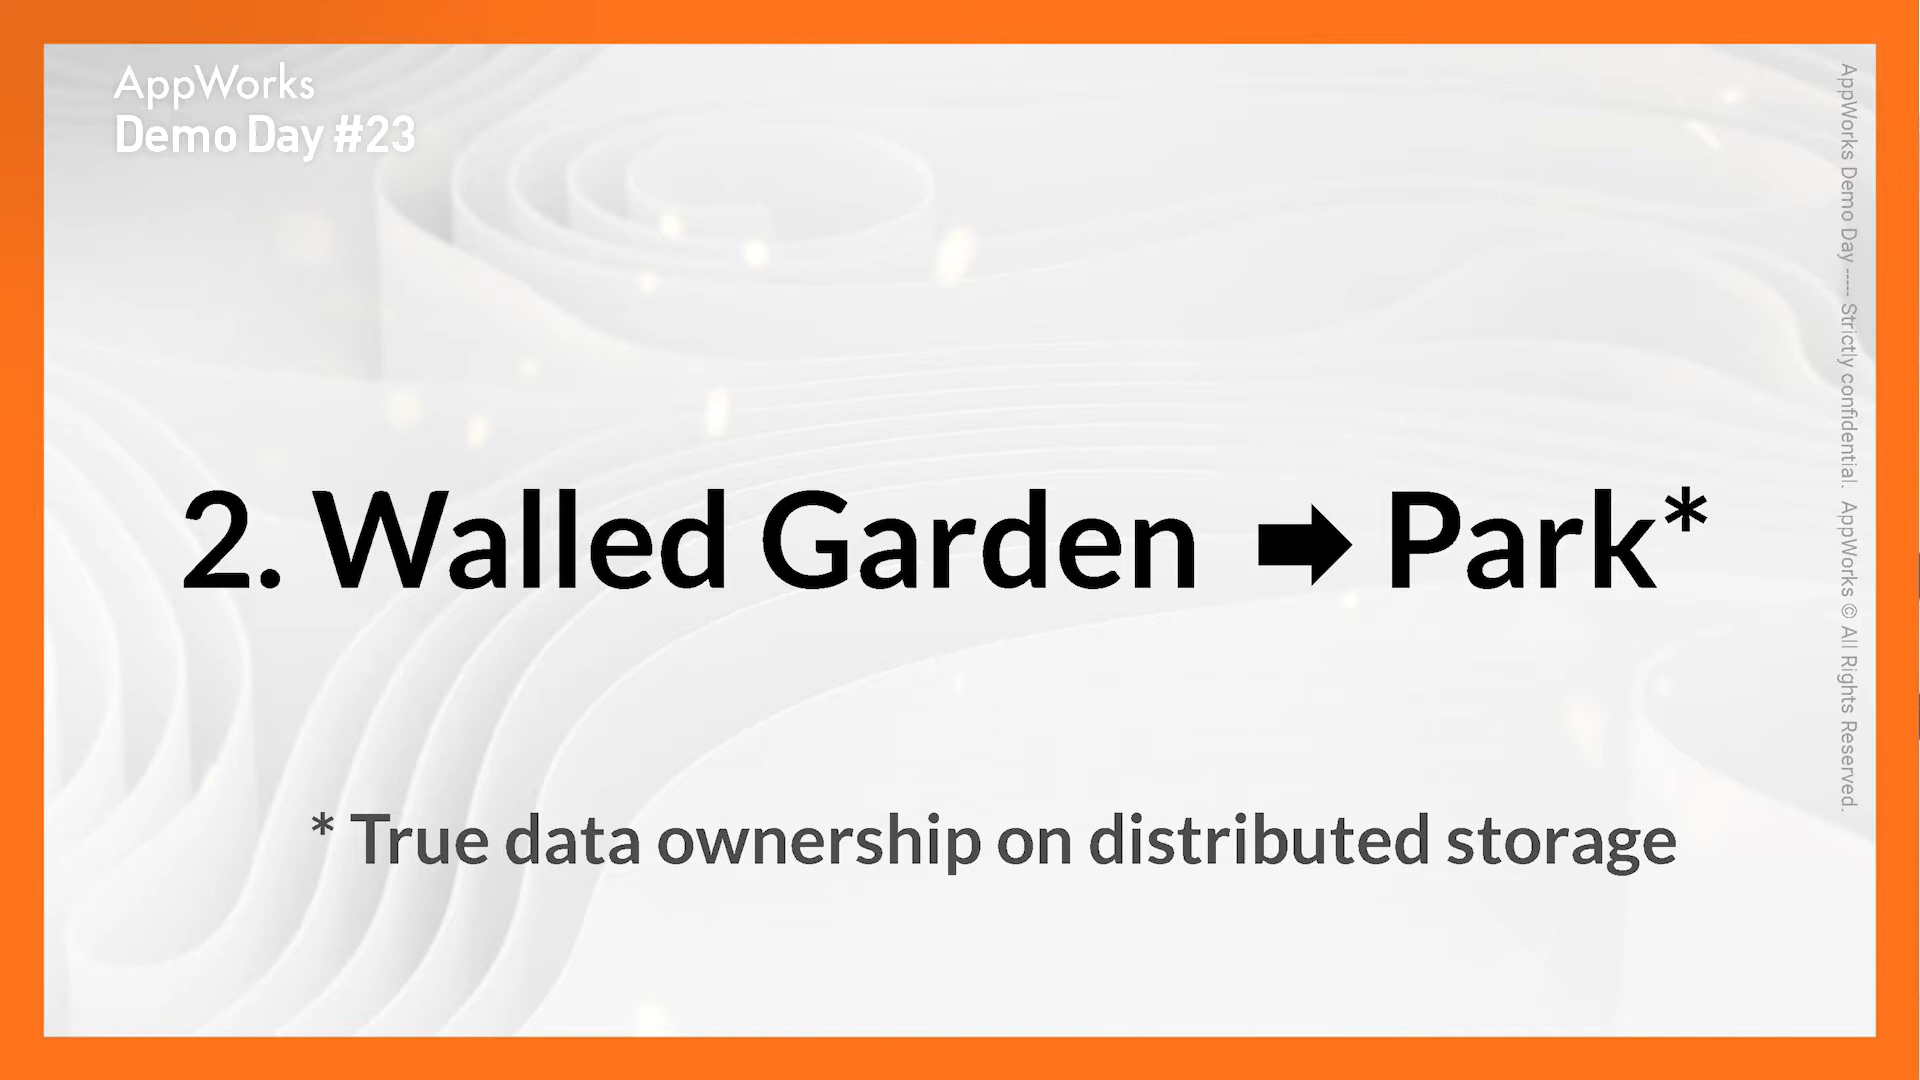 AppWorks
Demo Day #23
2. Walled Garden ➡ Park*
* True data ownership on distributed storage
AppWorks Demo Day ----- Strictly confidential. AppWorks © All Rights Reserved.